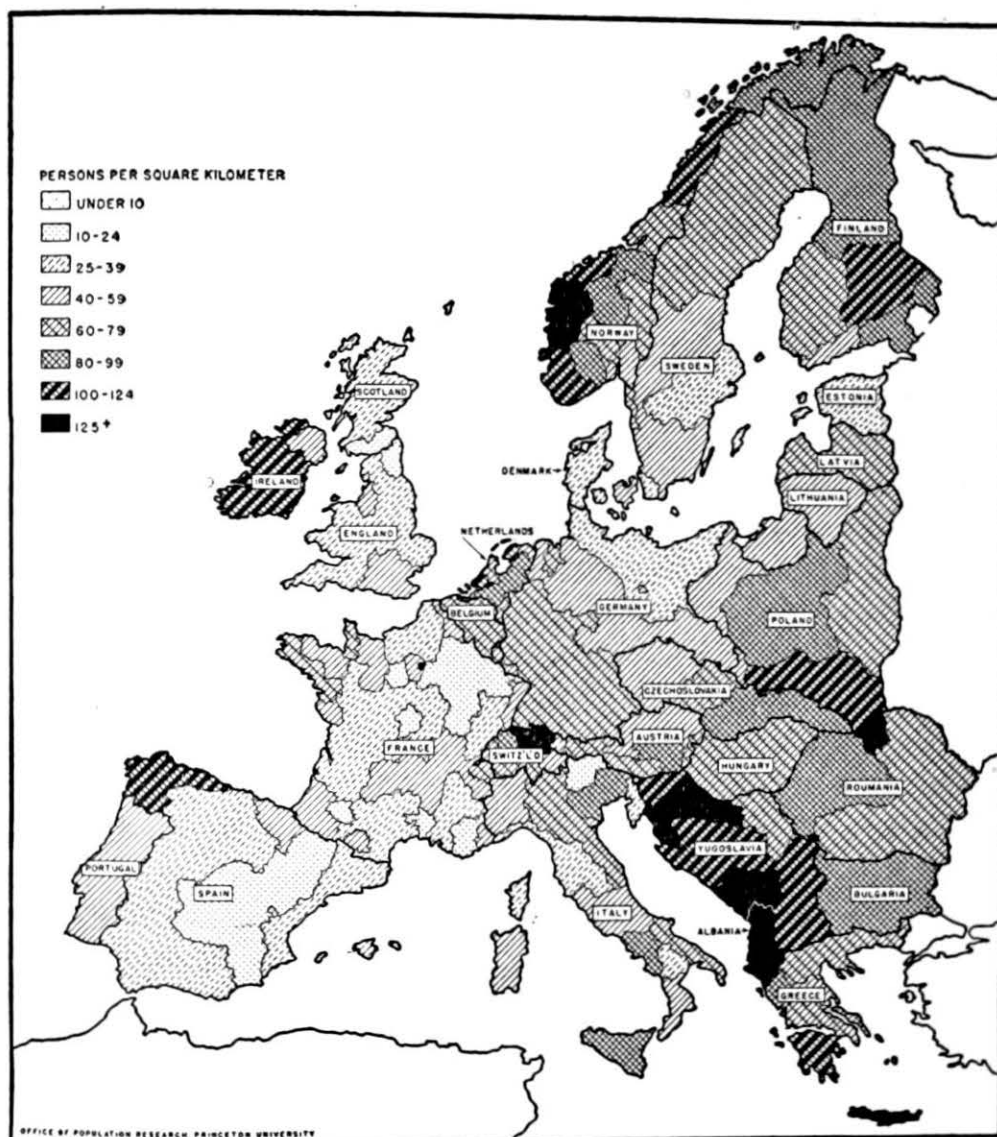 PERSONS PER SQUARE KILOMETER
UNDER 10
10-24
25-39
40-59
60-79
80-99
100-124
125+
FINLAND
NORWAY
SWEDEN
SCOTLAND
ESTONIA
IRELAND
DENMARK
LATVIA
LITHUANIA
ENGLAND
NETHERLANDS
GERMANY
BELGIUM
POLAND
CZECHOSLOVAKIA
FRANCE
AUSTRIA
SWITZ'L'D
HUNGARY
ROUMANIA
YUGOSLAVIA
PORTUGAL
SPAIN
BULGARIA
ITALY
ALBANIA
GREECE
OFFICE OF POPULATION RESEARCH, PRINCETON UNIVERSITY